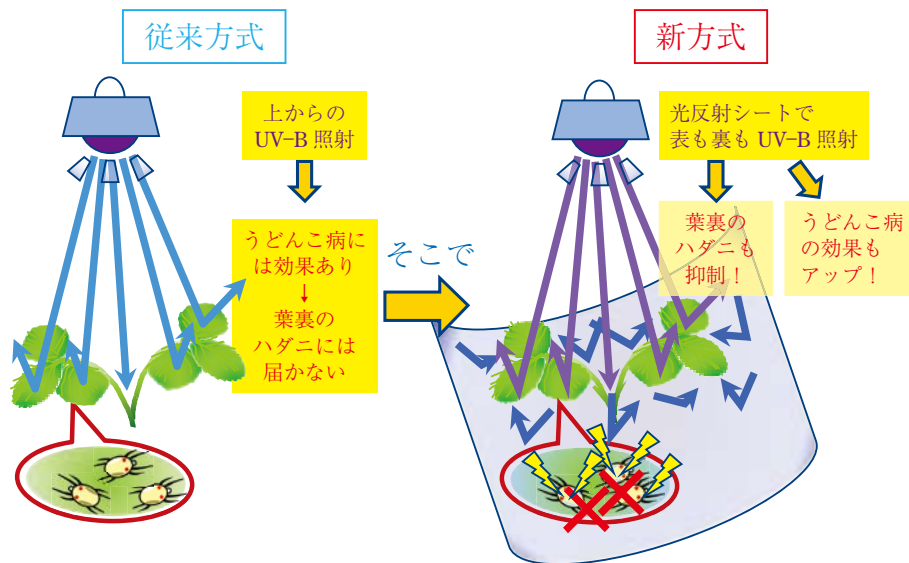 従来方式
上からの
UV-B 照射
うどんこ病に
は効果あり
↓
葉裏の
ハダニには
届かない
そこで
新方式
光反射シートで
表も裏も UV-B 照射
葉裏の
ハダニも
抑制！
うどんこ病
の効果も
アップ！